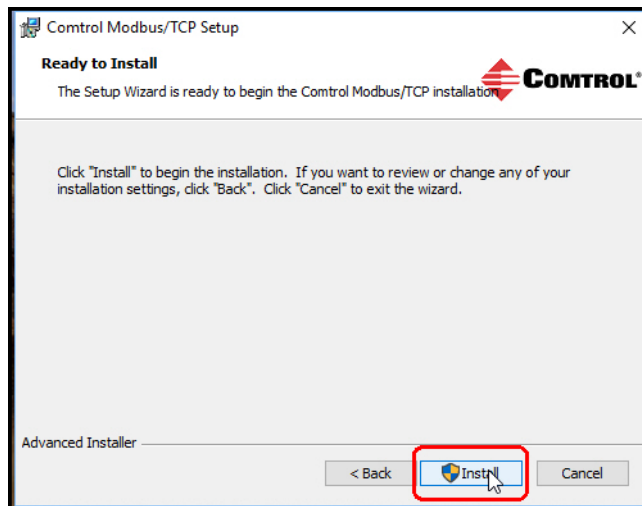 Comtrol Modbus/TCP Setup
Ready to Install
The Setup Wizard is ready to begin the Comtrol Modbus/TCP installation
COMTROL®
Click "Install" to begin the installation. If you want to review or change any of your
installation settings, click "Back". Click "Cancel" to exit the wizard.
Advanced Installer
< Back
Install
Cancel